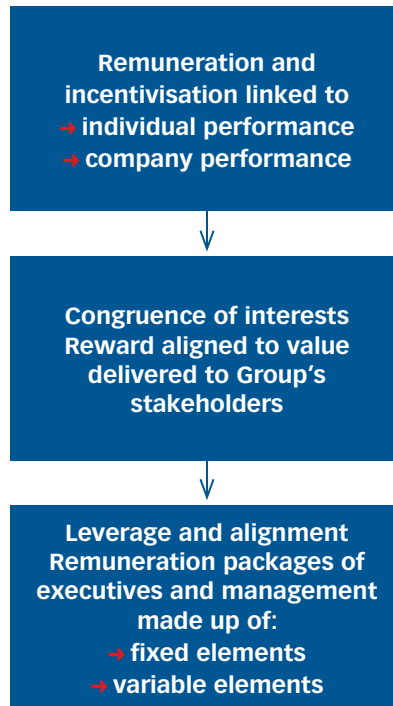 Remuneration and
incentivisation linked to
→ individual performance
→ company performance
Congruence of interests
Reward aligned to value
delivered to Group's
stakeholders
Leverage and alignment
Remuneration packages of
executives and management
made up of:
→ fixed elements
→ variable elements